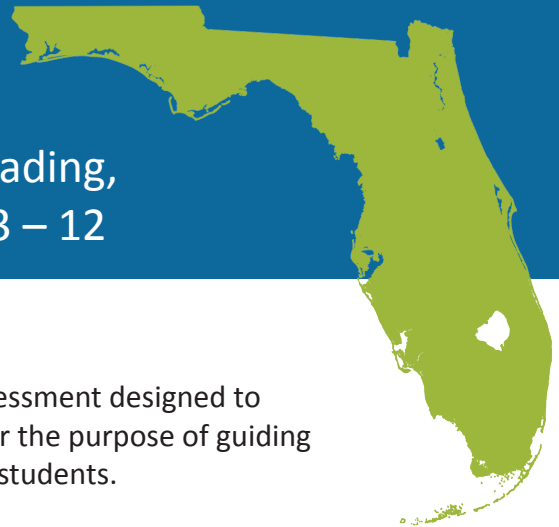 ading,
3 – 12
essment designed to
r the purpose of guiding
students.